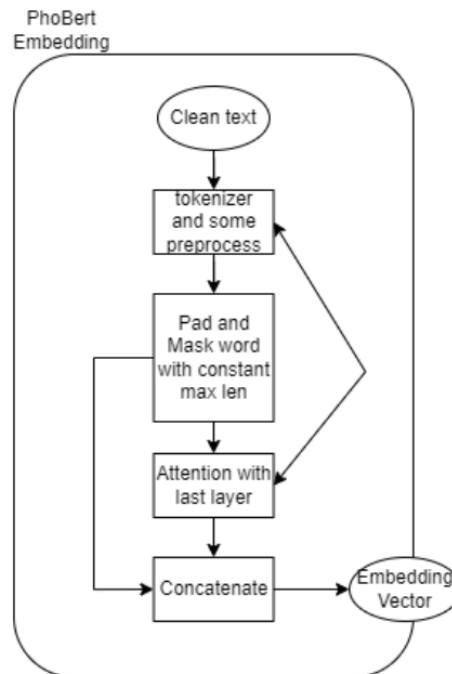 PhoBert
Embedding
Clean text
tokenizer
and some
preprocess
Pad and
Mask word
with constant
max len
Attention with
last layer
Concatenate
Embedding
Vector